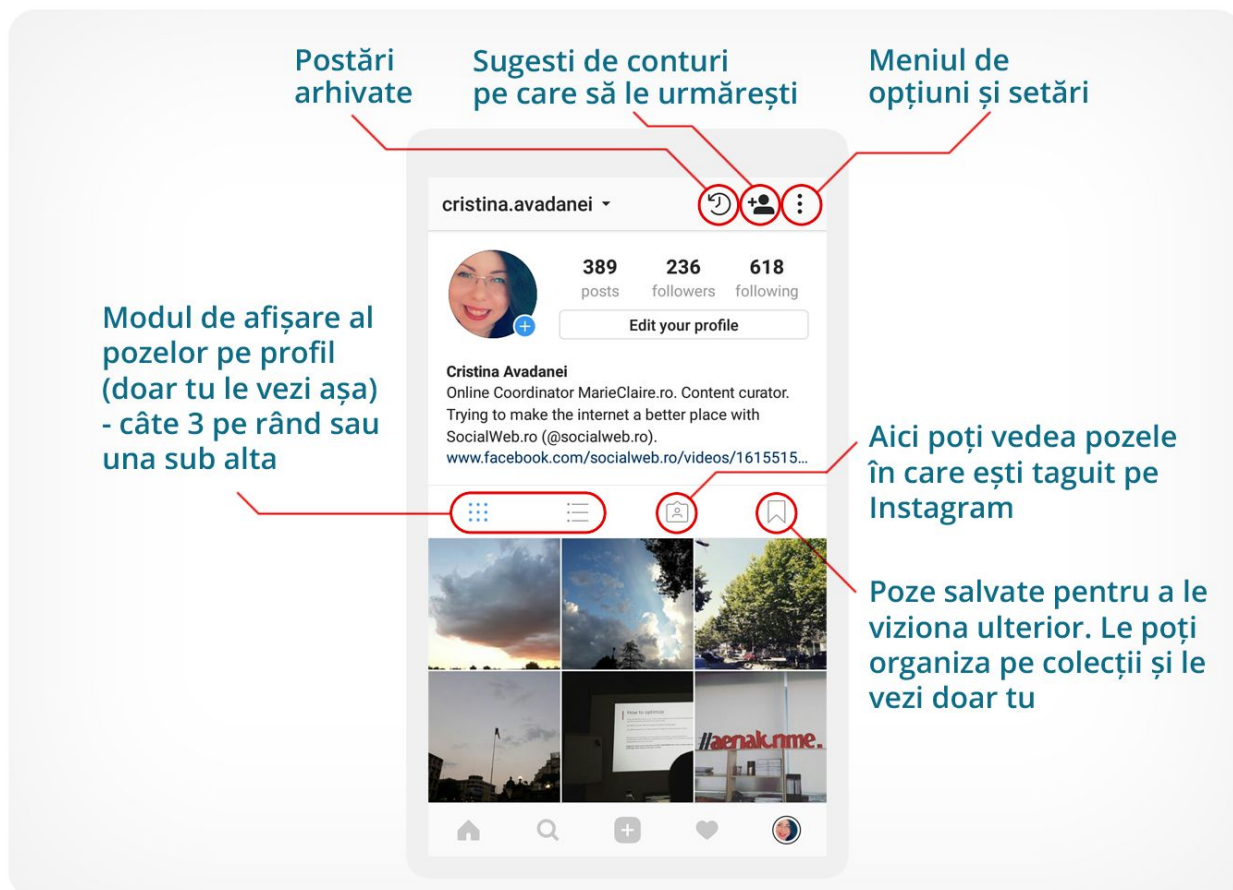 Postări
arhivate
Sugesti de conturi
pe care să le urmărești
Meniul de
opțiuni și setări
cristina.avadanei
389
236
618
posts
followers
following
Edit your profile
Cristina Avadanei
Online Coordinator MarieClaire.ro. Content curator.
Trying to make the internet a better place with
SocialWeb.ro (@socialweb.ro).
www.facebook.com/socialweb.ro/videos/1615515...
Modul de afișare al
pozelor pe profil
(doar tu le vezi așa)
- câte 3 pe rând sau
una sub alta
Aici poți vedea pozele
în care ești taguit pe
Instagram
Poze salvate pentru a le
viziona ulterior. Le poți
organiza pe colecții și le
vezi doar tu
How to optimize